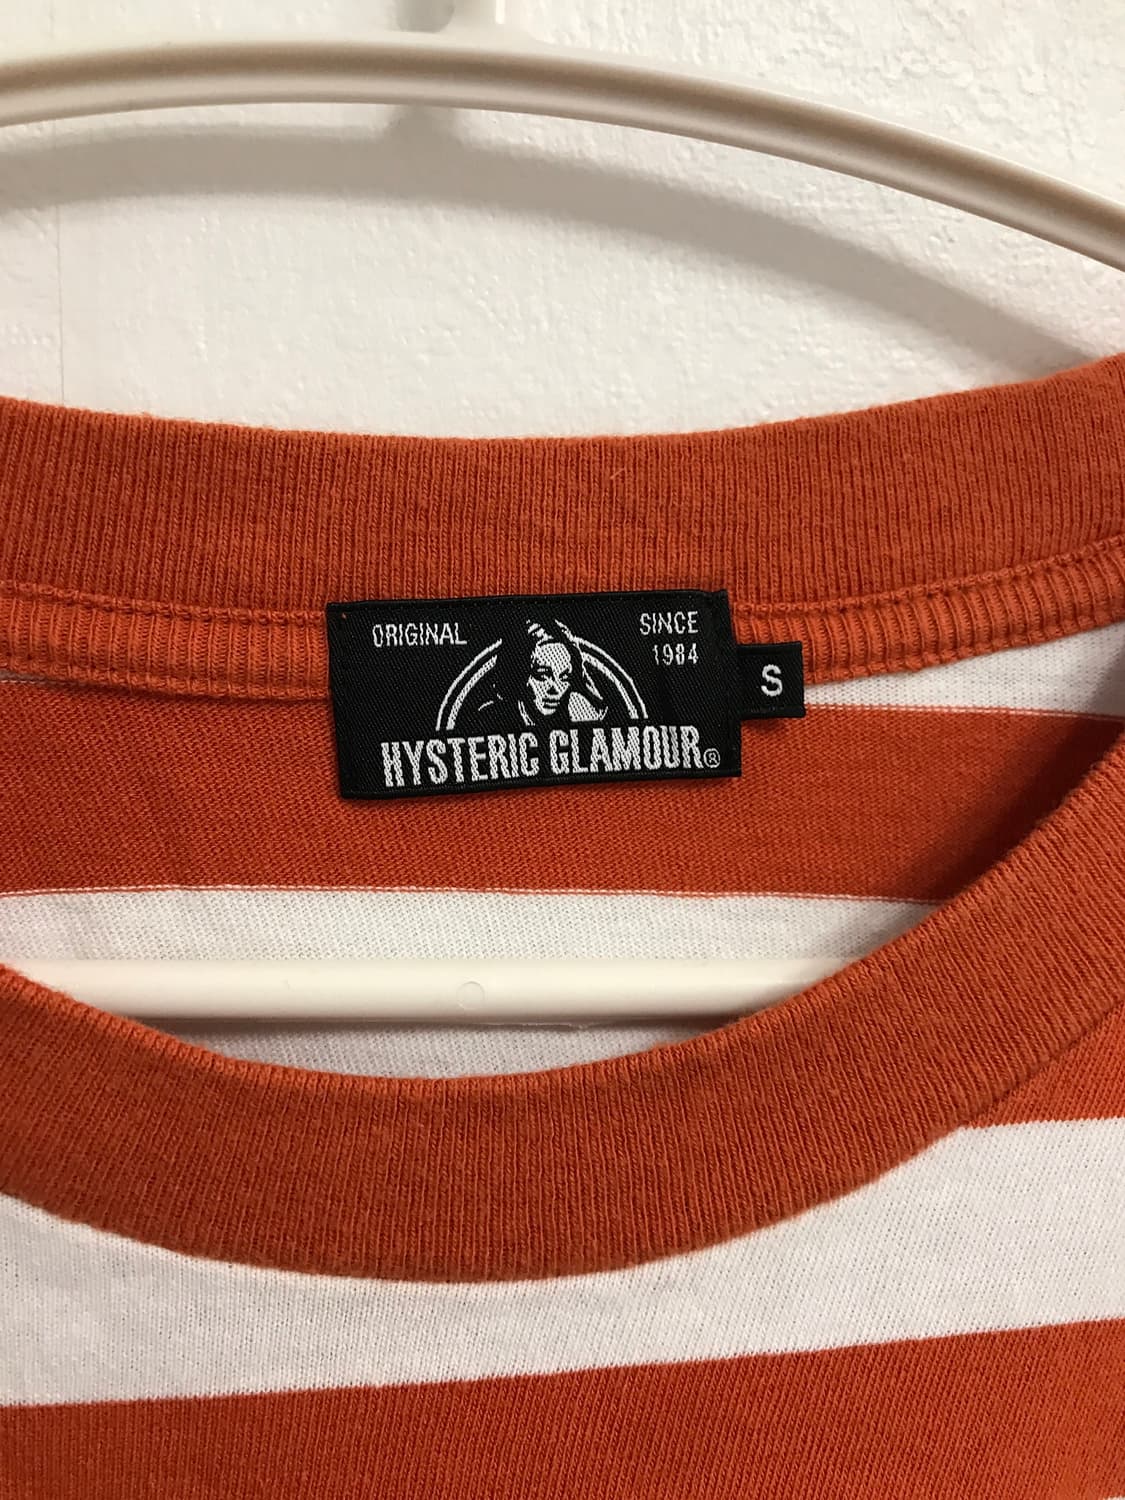 ORIGINAL
SINCE
1984
HYSTERIC GLAMOUR®
S